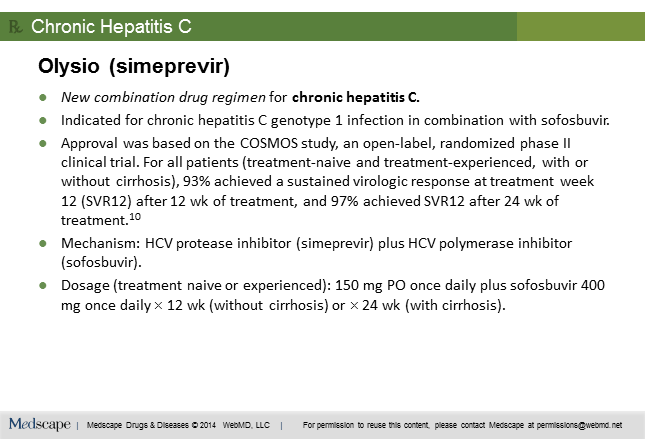 ℞ Chronic Hepatitis C
Olysio (simeprevir)
● New combination drug regimen for chronic hepatitis C.
● Indicated for chronic hepatitis C genotype 1 infection in combination with sofosbuvir.
● Approval was based on the COSMOS study, an open-label, randomized phase II
clinical trial. For all patients (treatment-naive and treatment-experienced, with or
without cirrhosis), 93% achieved a sustained virologic response at treatment week
12 (SVR12) after 12 wk of treatment, and 97% achieved SVR12 after 24 wk of
treatment.¹⁰
● Mechanism: HCV protease inhibitor (simeprevir) plus HCV polymerase inhibitor
(sofosbuvir).
● Dosage (treatment naive or experienced): 150 mg PO once daily plus sofosbuvir 400
mg once daily × 12 wk (without cirrhosis) or × 24 wk (with cirrhosis).
Medscape | Medscape Drugs & Diseases © 2014 WebMD, LLC | For permission to reuse this content, please contact Medscape at permissions@webmd.net